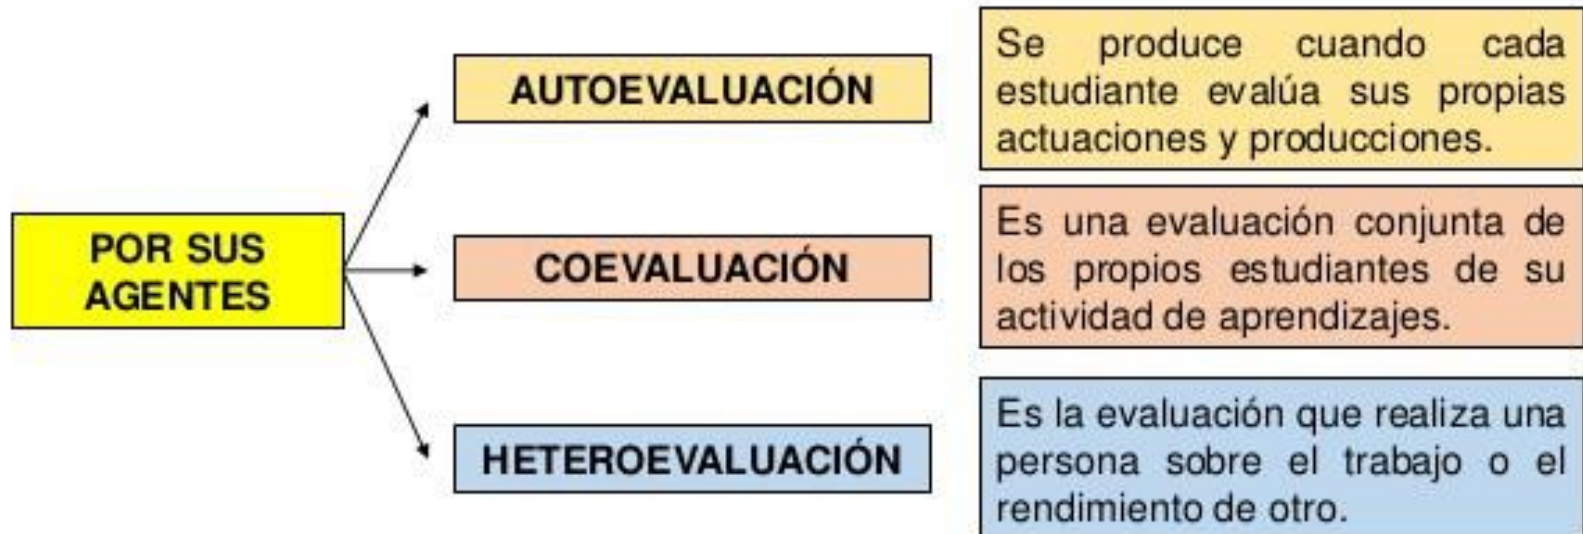 POR SUS
AGENTES
AUTOEVALUACIÓN
Se produce cuando cada
estudiante evalúa sus propias
actuaciones y producciones.
COEVALUACIÓN
Es una evaluación conjunta de
los propios estudiantes de su
actividad de aprendizajes.
HETEROEVALUACIÓN
Es la evaluación que realiza una
persona sobre el trabajo o el
rendimiento de otro.